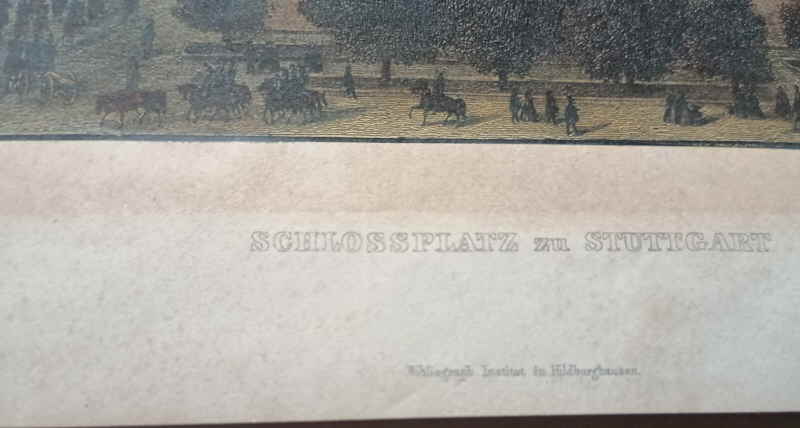 SCHLOSSPLATZ zu STUTTGART
Bibliograph. Institut in Hildburghausen.